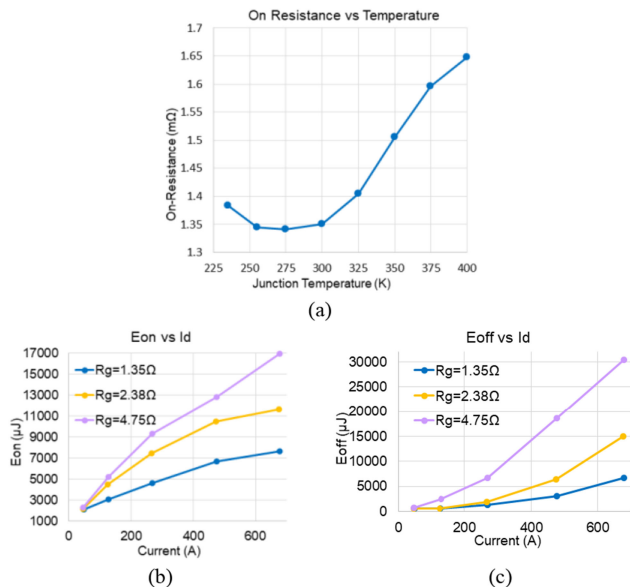 On Resistance vs Temperature
1.7
1.65
1.6
1.55
1.5
1.45
1.4
1.35
1.3
On-Resistance (mΩ)
225 250 275 300 325 350 375 400
Junction Temperature (K)
(a)
Eon vs Id
17000
15000
13000
11000
9000
7000
5000
3000
1000
Eon (μJ)
Rg=1.35Ω
Rg=2.38Ω
Rg=4.75Ω
0 200 400 600
Current (A)
(b)
Eoff vs Id
30000
25000
20000
15000
10000
5000
0
Eoff (μJ)
Rg=1.35Ω
Rg=2.38Ω
Rg=4.75Ω
0 200 400 600
Current (A)
(c)